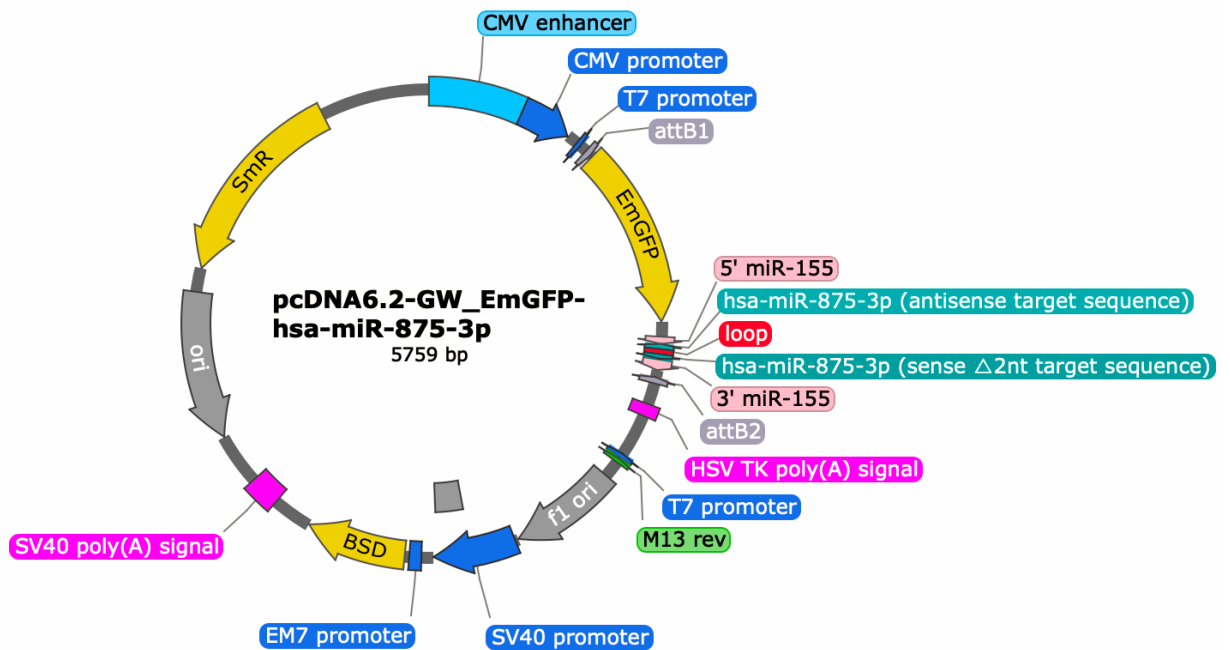 CMV enhancer
CMV promoter
T7 promoter
attB1
SmR
EmGFP
5' miR-155
hsa-miR-875-3p (antisense target sequence)
loop
hsa-miR-875-3p (sense △2nt target sequence)
3' miR-155
attB2
HSV TK poly(A) signal
T7 promoter
M13 rev
pcDNA6.2-GW_EmGFP-
hsa-miR-875-3p
5759 bp
ori
f1 ori
SV40 poly(A) signal
BSD
EM7 promoter
SV40 promoter